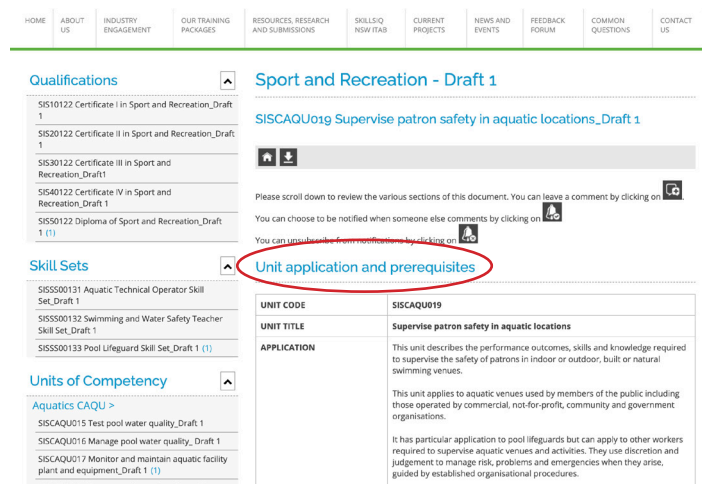 HOME
ABOUT
US
INDUSTRY
ENGAGEMENT
OUR TRAINING
PACKAGES
RESOURCES, RESEARCH
AND SUBMISSIONS
SKILLSIQ
NSW ITAB
CURRENT
PROJECTS
NEWS AND
EVENTS
FEEDBACK
FORUM
COMMON
QUESTIONS
CONTACT
US
Qualifications
SIS10122 Certificate I in Sport and Recreation_Draft
1
SIS20122 Certificate II in Sport and Recreation_Draft
1
SIS30122 Certificate III in Sport and
Recreation_Draft1
SIS40122 Certificate IV in Sport and
Recreation_Draft 1
SIS50122 Diploma of Sport and Recreation_Draft
1 (1)
Skill Sets
SISSS00131 Aquatic Technical Operator Skill
Set_Draft 1
SISSS00132 Swimming and Water Safety Teacher
Skill Set_Draft 1
SISSS00133 Pool Lifeguard Skill Set_Draft 1 (1)
Units of Competency
Aquatics CAQU >
SISCAQU015 Test pool water quality_Draft 1
SISCAQU016 Manage pool water quality_ Draft 1
SISCAQU017 Monitor and maintain aquatic facility
plant and equipment_Draft 1 (1)
Sport and Recreation - Draft 1
SISCAQU019 Supervise patron safety in aquatic locations_Draft 1
Please scroll down to review the various sections of this document. You can leave a comment by clicking on .
You can choose to be notified when someone else comments by clicking on
You can unsubscribe from notifications by clicking on
Unit application and prerequisites
UNIT CODE SISCAQU019
UNIT TITLE Supervise patron safety in aquatic locations
APPLICATION This unit describes the performance outcomes, skills and knowledge required
to supervise the safety of patrons in indoor or outdoor, built or natural
swimming venues.
This unit applies to aquatic venues used by members of the public including
those operated by commercial, not-for-profit, community and government
organisations.
It has particular application to pool lifeguards but can apply to other workers
required to supervise aquatic venues and activities. They use discretion and
judgement to manage risk, problems and emergencies when they arise,
guided by established organisational procedures.